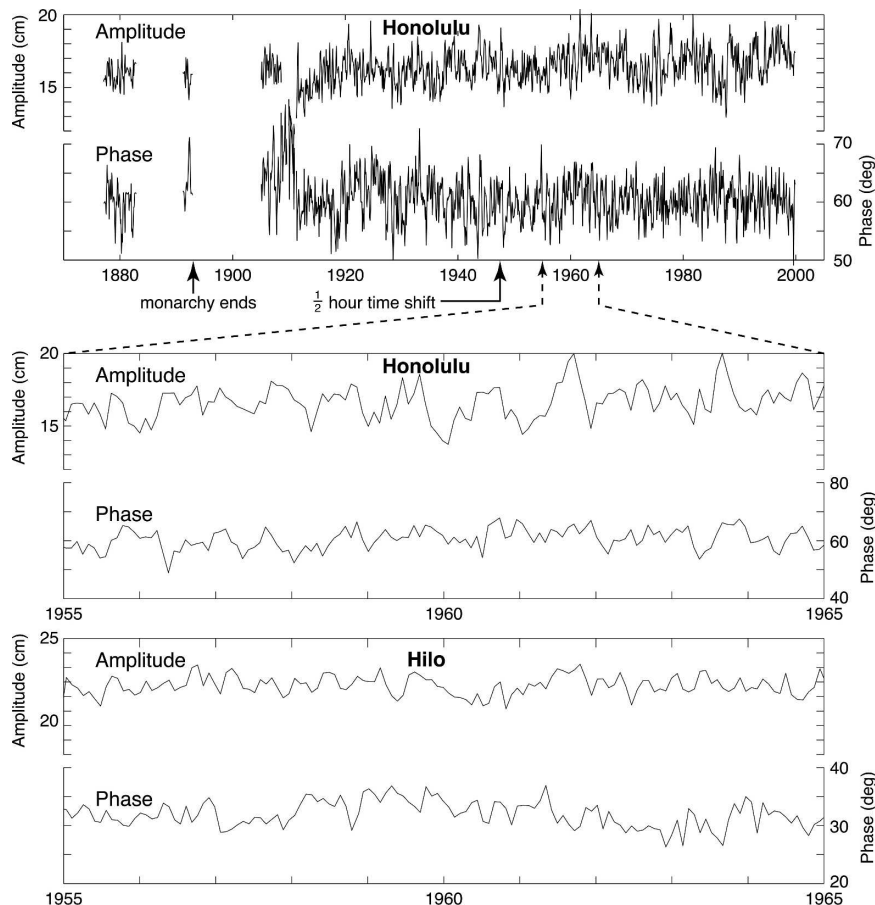 20
Amplitude
Honolulu
Amplitude (cm)
15
Phase
70
60
50
Phase (deg)
1880
1900
1920
1940
1960
1980
2000
monarchy ends
1/2 hour time shift
20
Amplitude
Honolulu
Amplitude (cm)
15
Phase
80
60
40
Phase (deg)
1955
1960
1965
25
Amplitude
Hilo
Amplitude (cm)
20
Phase
40
30
20
Phase (deg)
1955
1960
1965